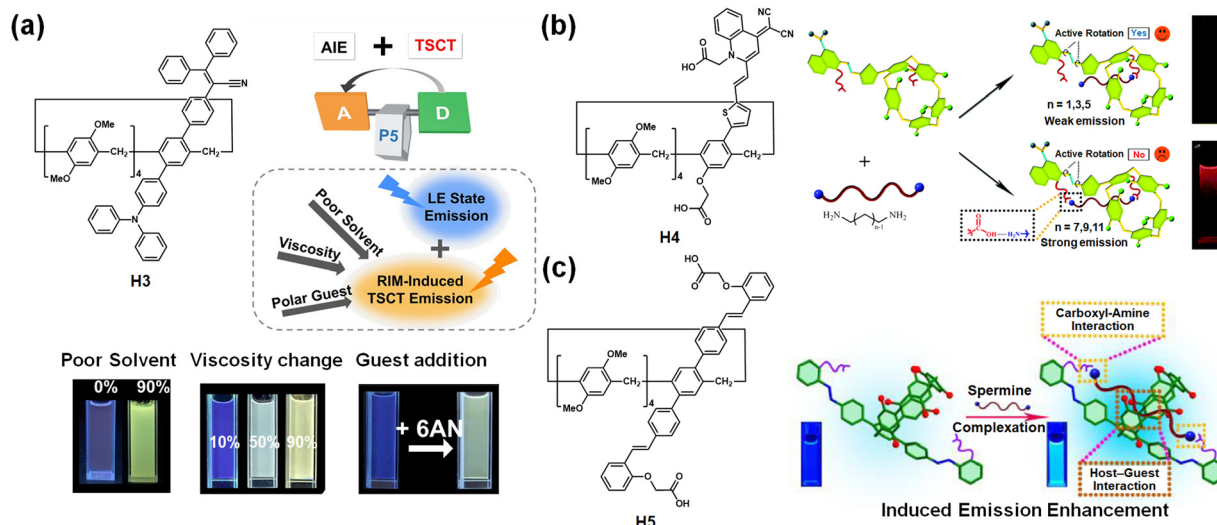 (a)
CN
OMe
MeO
4
CH2
CH2
N
H3
AIE + TSCT
A
P5
D
LE State
Emission
+
Poor Solvent
Viscosity
Polar Guest
RIM-Induced
TSCT Emission
Poor Solvent
0%
90%
Viscosity change
10%
50%
90%
Guest addition
+ 6AN
(b)
NC
CN
O
HO
N
S
OMe
MeO
4
CH2
CH2
O
O
HO
H4
+
H2N
NH2
n-1
Active Rotation Yes
n = 1,3,5
Weak emission
Active Rotation No
O
C
OH
H2N
n = 7,9,11
Strong emission
(c)
O
HO
O
OMe
MeO
4
CH2
CH2
O
O
OH
H5
Spermine
Complexation
Carboxyl-Amine
Interaction
Host–Guest
Interaction
Induced Emission Enhancement